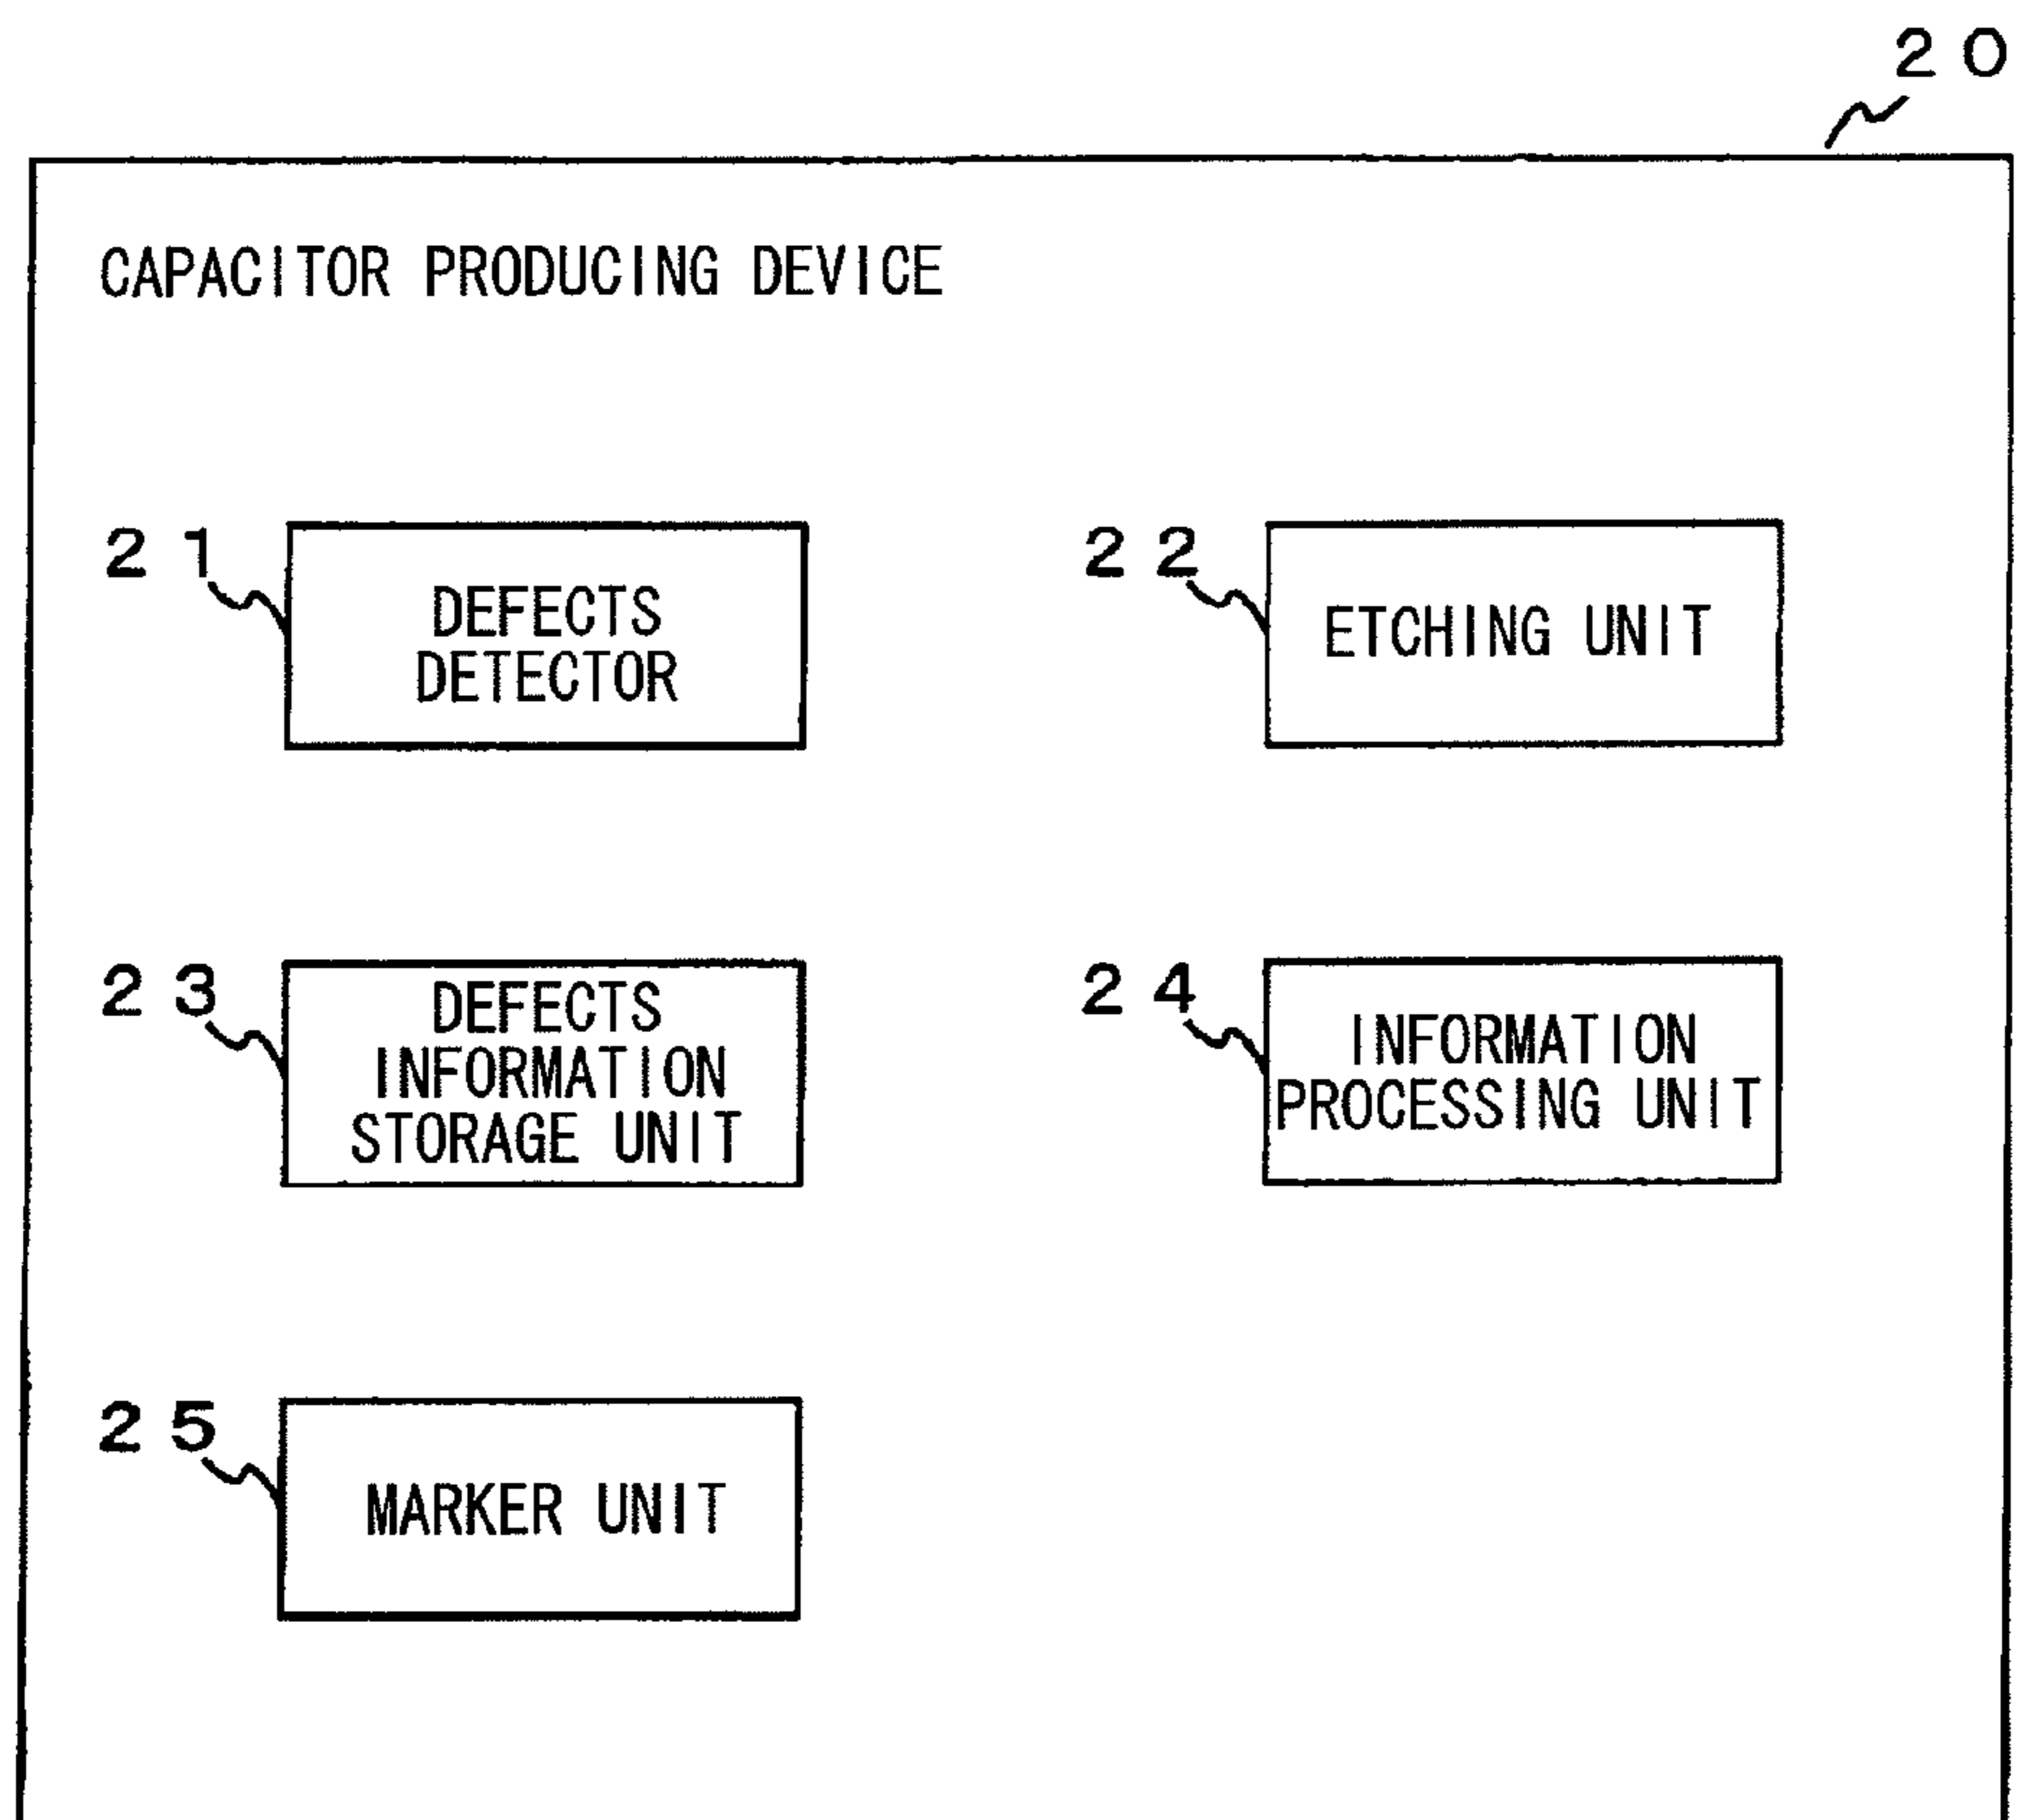 20
CAPACITOR PRODUCING DEVICE
21
DEFECTS
DETECTOR
22
ETCHING UNIT
23
DEFECTS
INFORMATION
STORAGE UNIT
24
INFORMATION
PROCESSING UNIT
25
MARKER UNIT